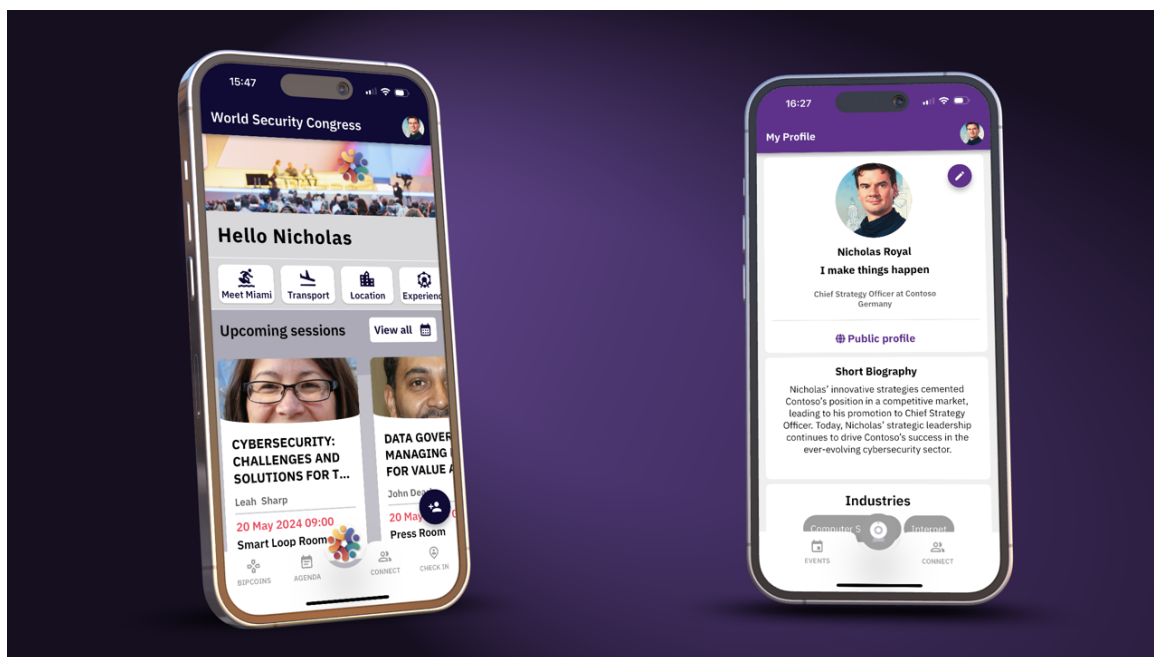 15:47
World Security Congress
Hello Nicholas
Meet Miami
Transport
Location
Experienc
Upcoming sessions
View all
CYBERSECURITY:
CHALLENGES AND
SOLUTIONS FOR T...
Leah Sharp
20 May 2024 09:00
Smart Loop Room
DATA GOVER
MANAGING
FOR VALUE A
John Dea
20 May
Press Room
BIPCOINS
AGENDA
CONNECT
CHECK IN
16:27
My Profile
Nicholas Royal
I make things happen
Chief Strategy Officer at Contoso
Germany
Public profile
Short Biography
Nicholas' innovative strategies cemented
Contoso's position in a competitive market,
leading to his promotion to Chief Strategy
Officer. Today, Nicholas' strategic leadership
continues to drive Contoso's success in the
ever-evolving cybersecurity sector.
Industries
Computer S
Internet
EVENTS
CONNECT